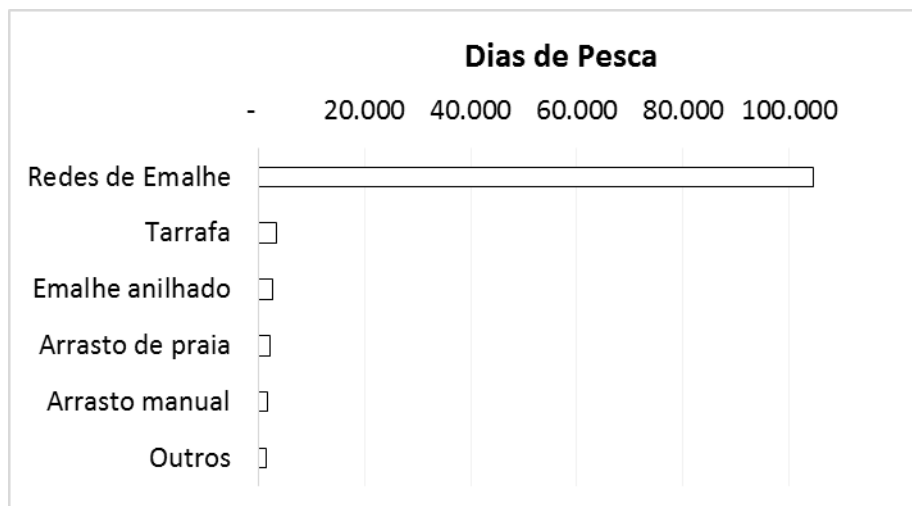 Dias de Pesca
- 20.000 40.000 60.000 80.000 100.000
Redes de Emalhe
Tarrafa
Emalhe anilhado
Arrasto de praia
Arrasto manual
Outros